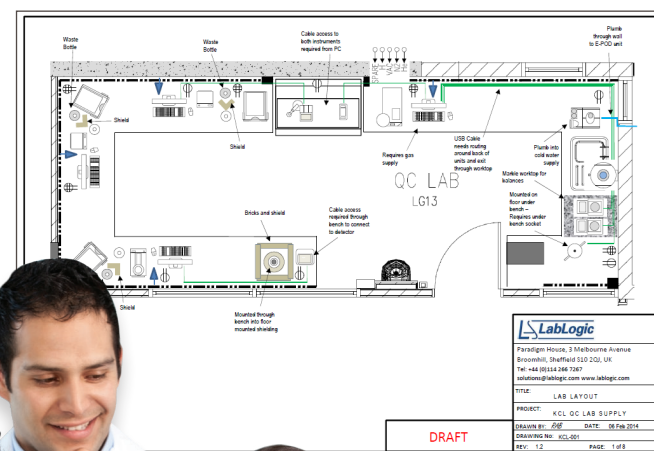 Waste
Bottle
Waste
Bottle
Cable access to
both instruments
required from PC
SPARE
VAC
He
Plumb
through wall
to E-POD unit
Shield
Shield
Requires gas
supply
USB Cable
needs routing
around back of
units and exit
through worktop
Plumb into
cold water
supply
QC LAB
LG13
Marble worktop for
balances
Mounted on
floor under
bench –
Requires under
bench socket
Bricks and shield
Cable access
required through
bench to connect
to detector
Shield
Mounted through
bench into floor
mounted shielding
LabLogic
Paradigm House, 3 Melbourne Avenue
Broomhill, Sheffield S10 2QJ, UK
Tel: +44 (0)114 266 7267
solutions@lablogic.com www.lablogic.com
TITLE:
LAB LAYOUT
PROJECT:
KCL QC LAB SUPPLY
DRAWN BY:
DATE: 06 Feb 2014
DRAWING No: KCL-001
REV: 1.2 PAGE: 1 of 8
DRAFT